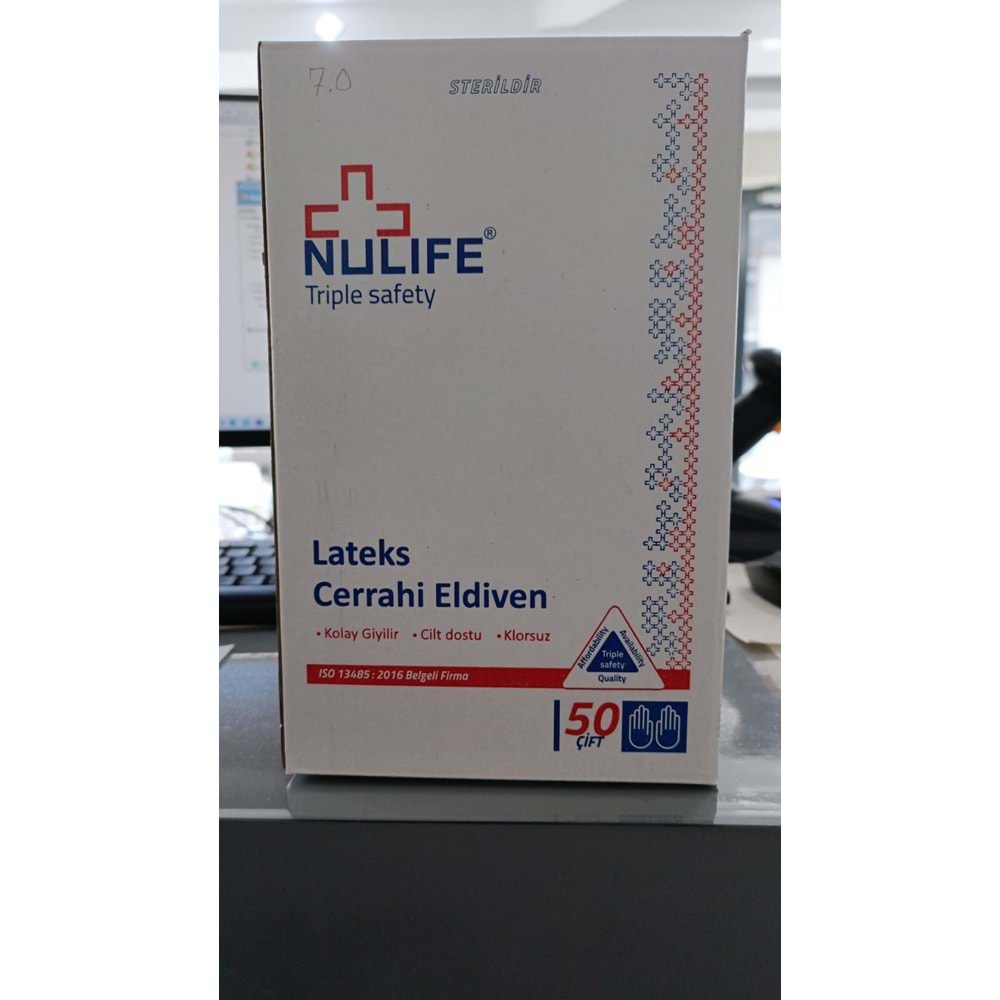 7.0
STERİLDİR
NULIFE®
Triple safety
Lateks
Cerrahi Eldiven
• Kolay Giyilir • Cilt dostu • Klorsuz
ISO 13485 : 2016 Belgeli Firma
Affordability
Availability
Triple
safety
Quality
50
ÇİFT